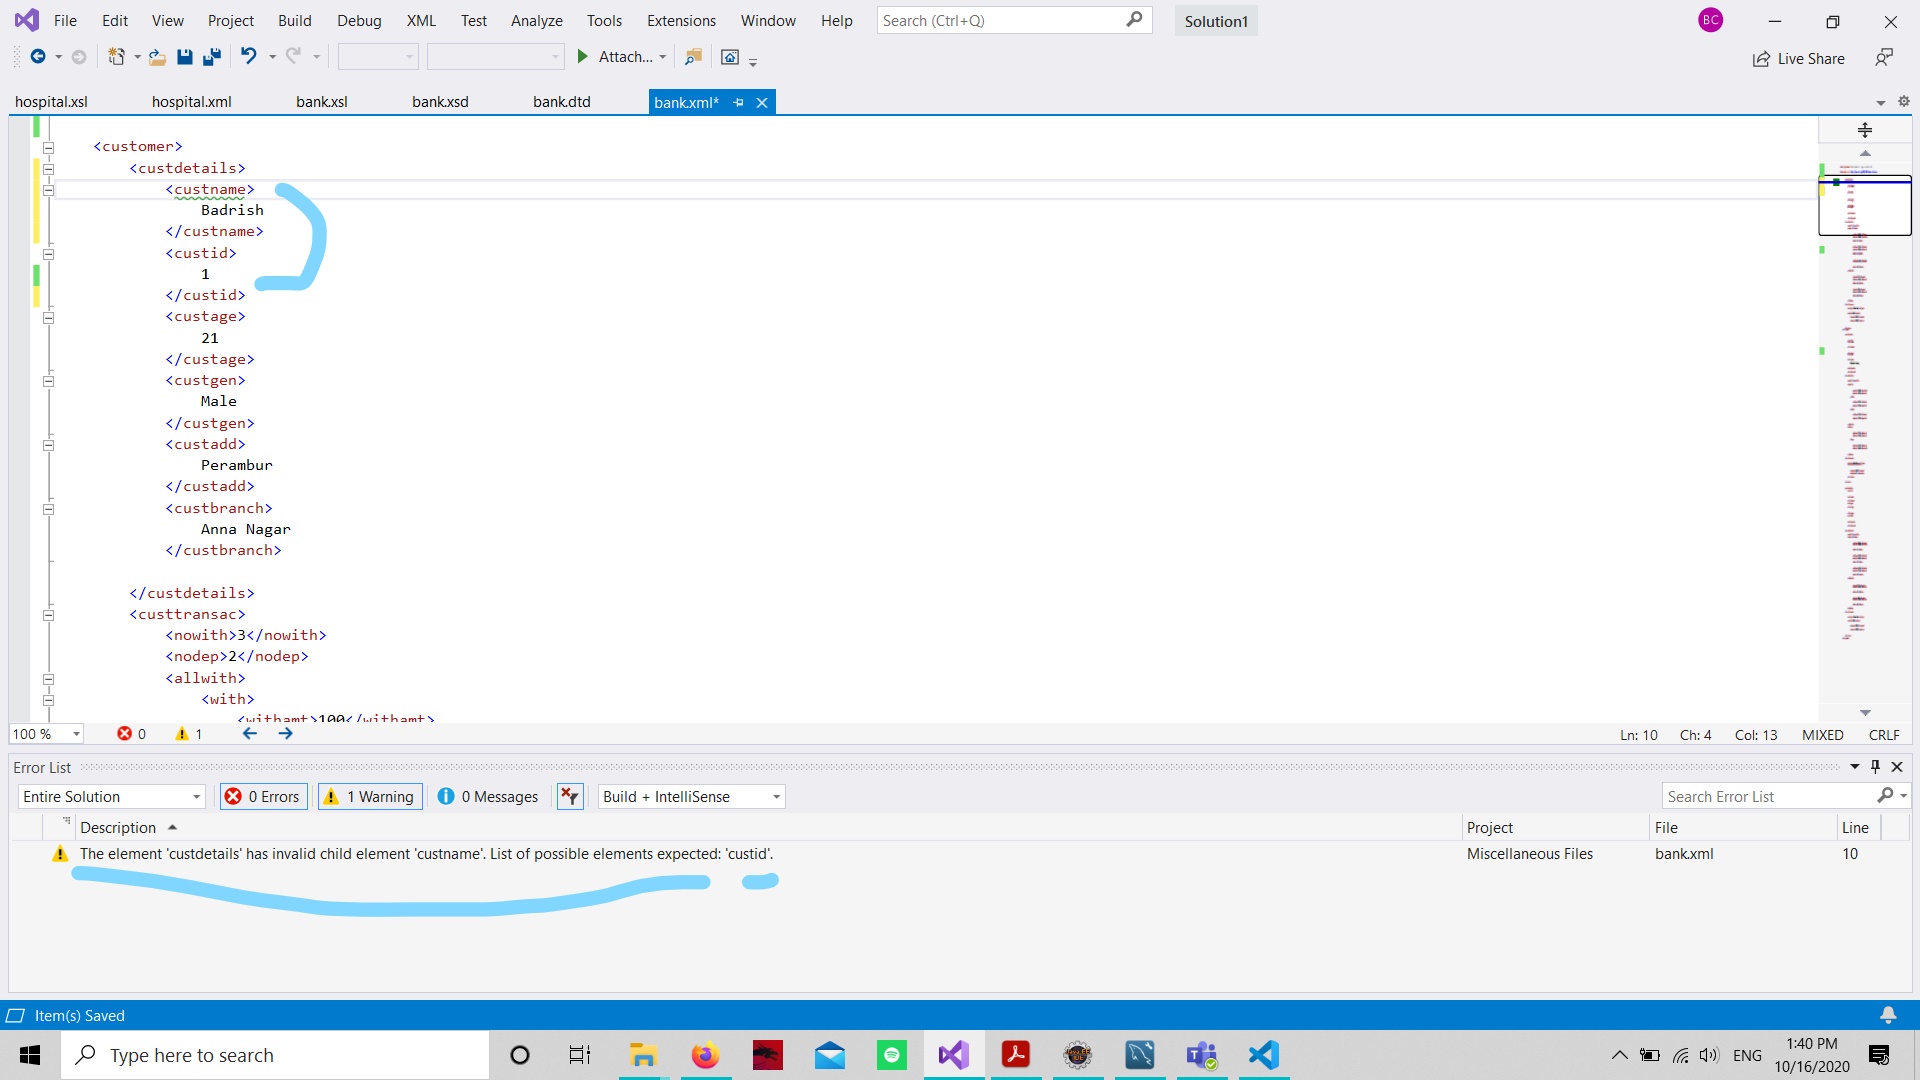 File Edit View Project Build Debug XML Test Analyze Tools Extensions Window Help Search (Ctrl+Q) Solution1 BC
Attach... Live Share
hospital.xsl hospital.xml bank.xsl bank.xsd bank.dtd bank.xml*
<customer>
<custdetails>
<custname>
Badrish
</custname>
<custid>
1
</custid>
<custage>
21
</custage>
<custgen>
Male
</custgen>
<custadd>
Perambur
</custadd>
<custbranch>
Anna Nagar
</custbranch>
</custdetails>
<custtransac>
<nowith>3</nowith>
<nodep>2</nodep>
<allwith>
<with>
<withamt>100</withamt>
100 % 0 1 Ln: 10 Ch: 4 Col: 13 MIXED CRLF
Error List
Entire Solution 0 Errors 1 Warning 0 Messages Build + IntelliSense Search Error List
Description Project File Line
The element 'custdetails' has invalid child element 'custname'. List of possible elements expected: 'custid'. Miscellaneous Files bank.xml 10
Item(s) Saved
Type here to search ENG 1:40 PM
10/16/2020